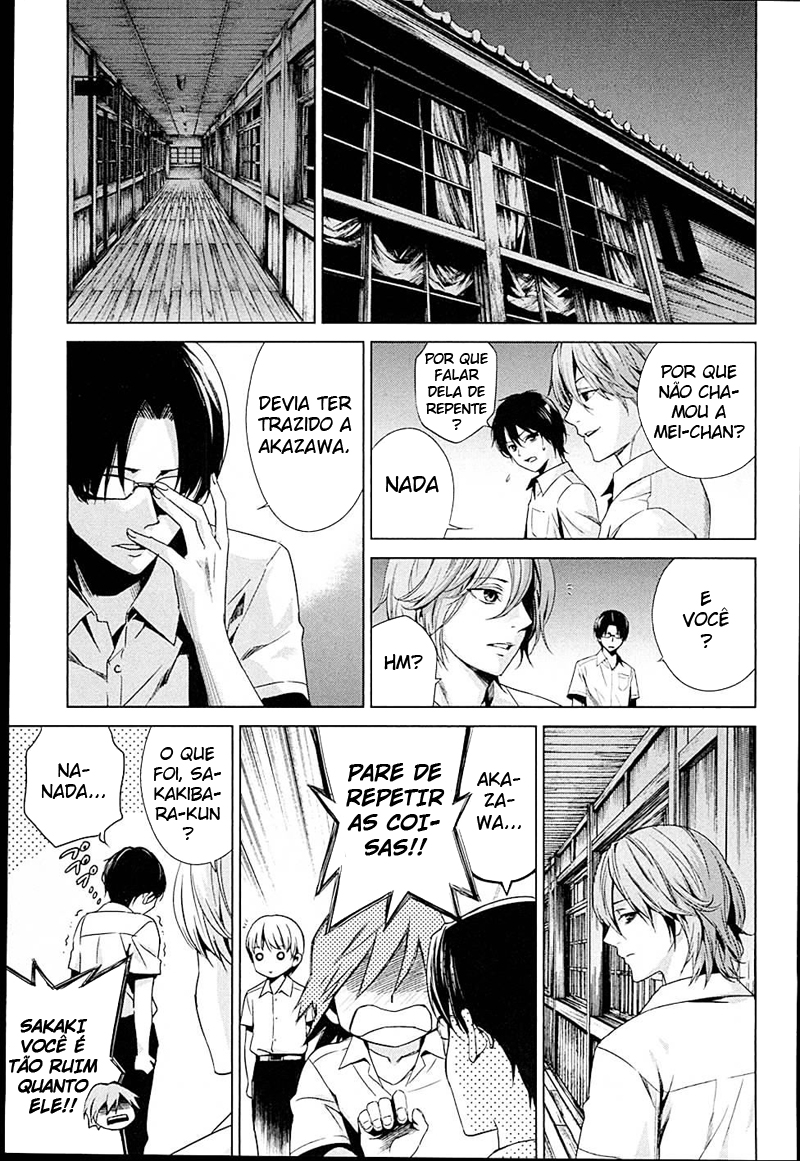 POR QUE
NÃO CHA-
MOU A
MEI-CHAN?
POR QUE
FALAR
DELA DE
REPENTE
?
NADA
DEVIA TER
TRAZIDO A
AKAZAWA.
E
VOCÊ
?
HM?
AKA-
ZA-
WA...
PARE DE
REPETIR
AS COI-
SAS!!
O QUE
FOI, SA-
KAKIBA-
RA-KUN
?
NA-
NADA...
SAKAKI
VOCÊ É
TÃO RUIM
QUANTO
ELE!!